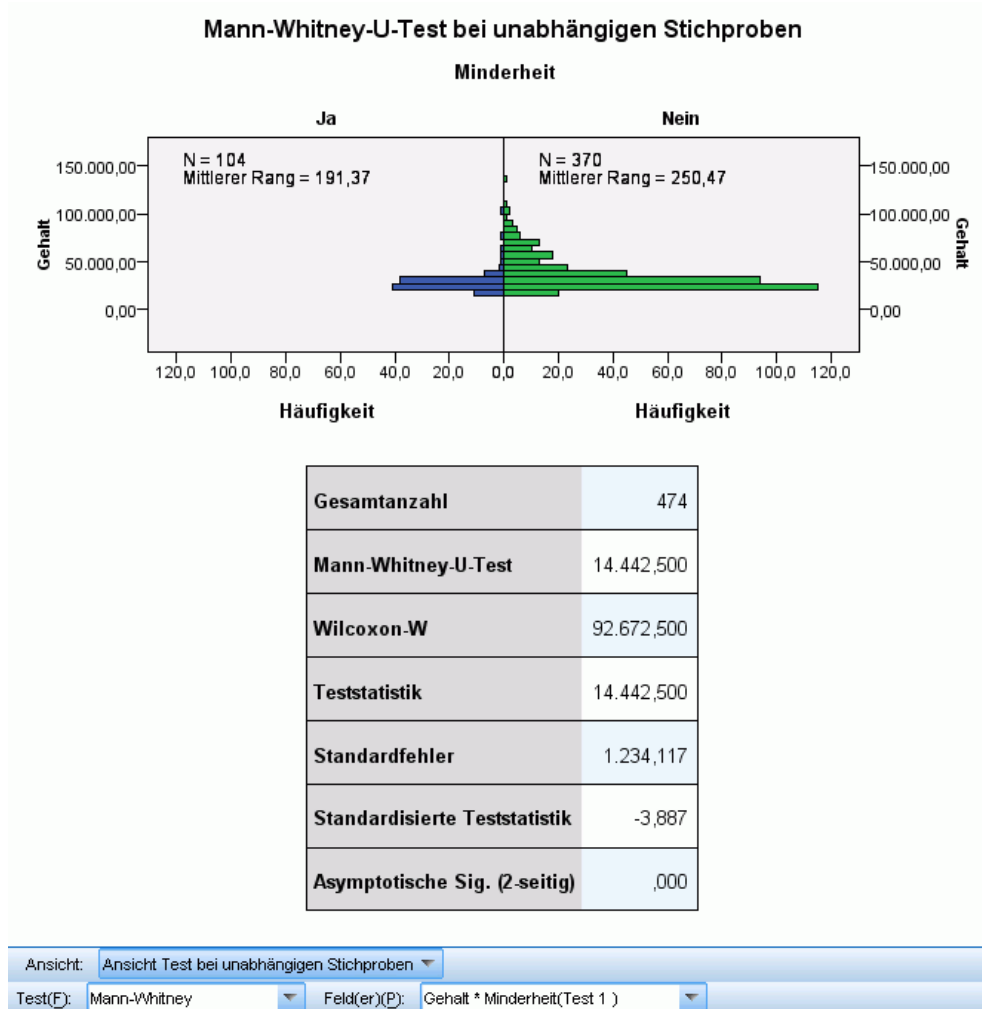 Mann-Whitney-U-Test bei unabhängigen Stichproben
Minderheit
Ja Nein
N = 104
Mittlerer Rang = 191,37
N = 370
Mittlerer Rang = 250,47
Gehalt
150.000,00
100.000,00
50.000,00
0,00
150.000,00
100.000,00
50.000,00
0,00
Gehalt
120,0 100,0 80,0 60,0 40,0 20,0 0,0 20,0 40,0 60,0 80,0 100,0 120,0
Häufigkeit Häufigkeit
Gesamtanzahl 474
Mann-Whitney-U-Test 14.442,500
Wilcoxon-W 92.672,500
Teststatistik 14.442,500
Standardfehler 1.234,117
Standardisierte Teststatistik -3,887
Asymptotische Sig. (2-seitig) ,000
Ansicht: Ansicht Test bei unabhängigen Stichproben
Test(F): Mann-Whitney Feld(er)(P): Gehalt * Minderheit(Test 1 )